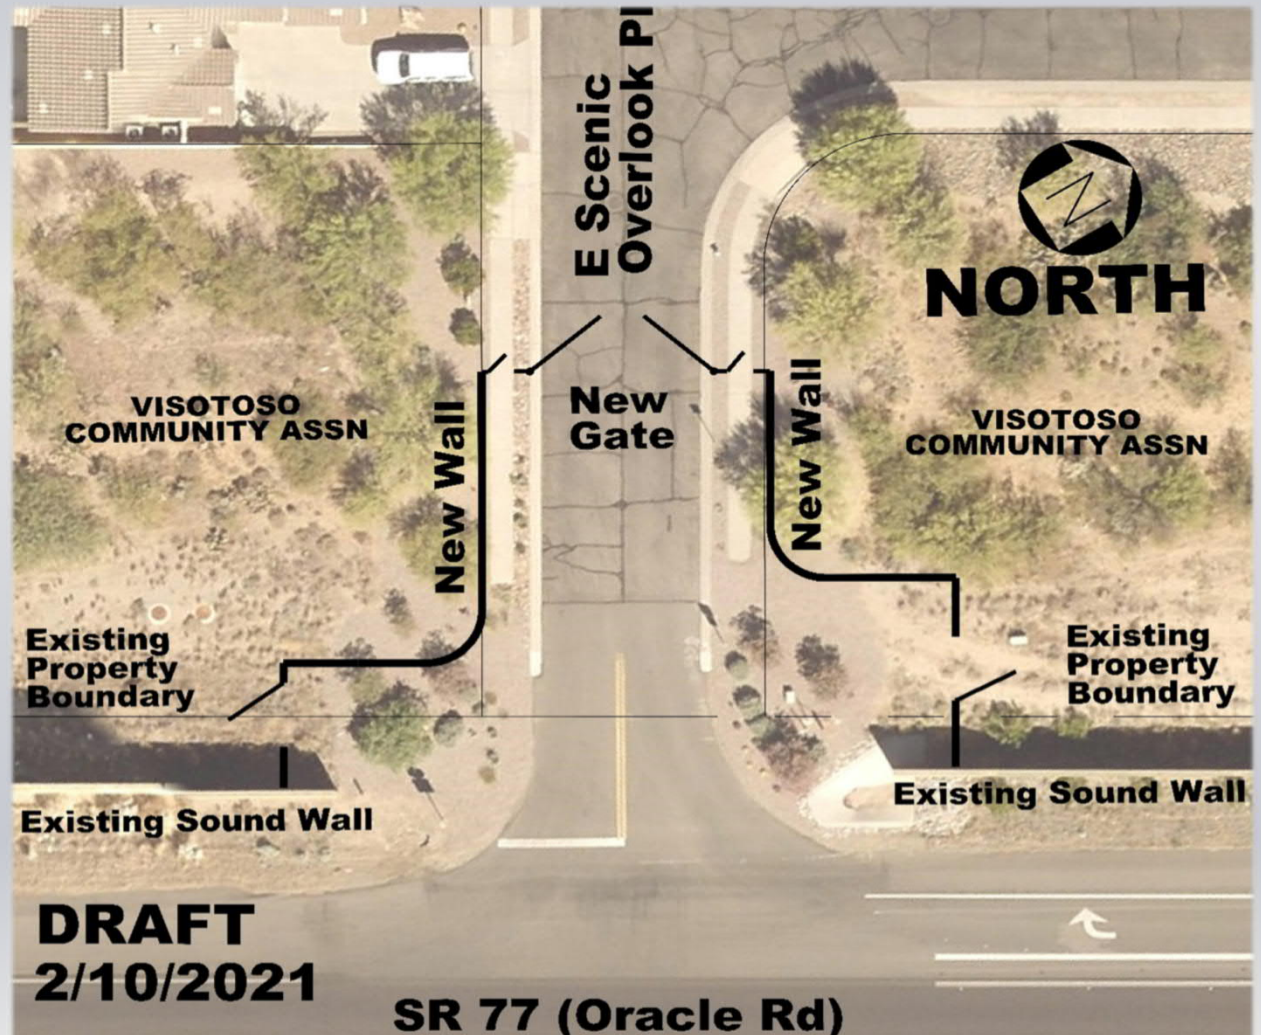 E Scenic
Overlook Pl
N
NORTH
New
Gate
New Wall
New Wall
VISOTOSO
COMMUNITY ASSN
VISOTOSO
COMMUNITY ASSN
Existing
Property
Boundary
Existing
Property
Boundary
Existing Sound Wall
Existing Sound Wall
DRAFT
2/10/2021
SR 77 (Oracle Rd)